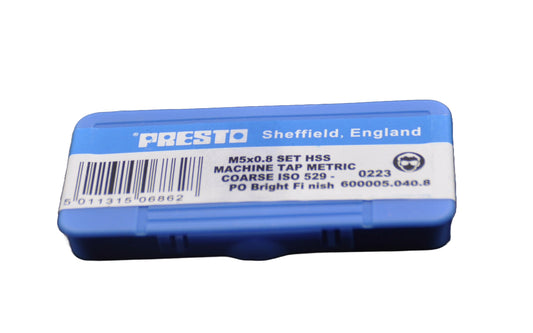 PRESTO Sheffield, England
M5x0.8 SET HSS
MACHINE TAP METRIC
COARSE ISO 529 - 0223
PO Bright Fi nish 600005.040.8
5 011315 06862